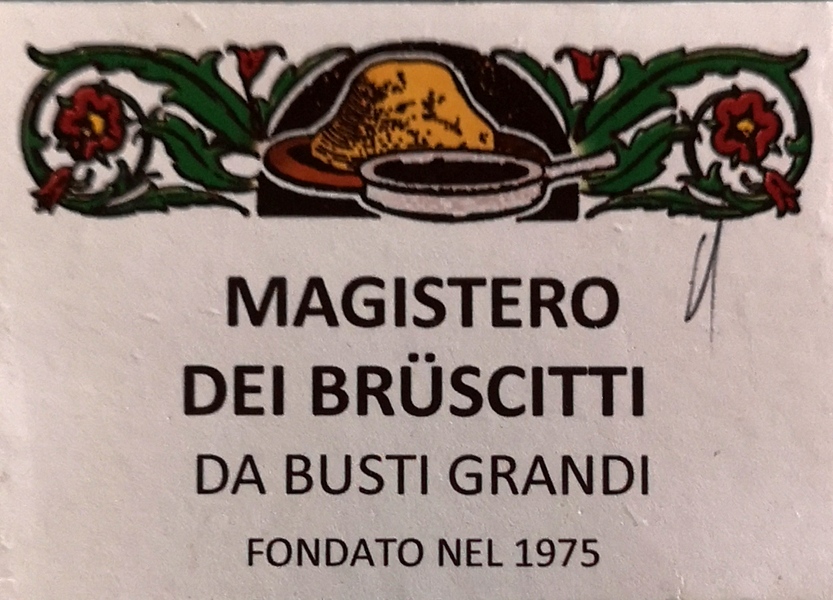 MAGISTERO
DEI BRÜSCITTI
DA BUSTI GRANDI
FONDATO NEL 1975